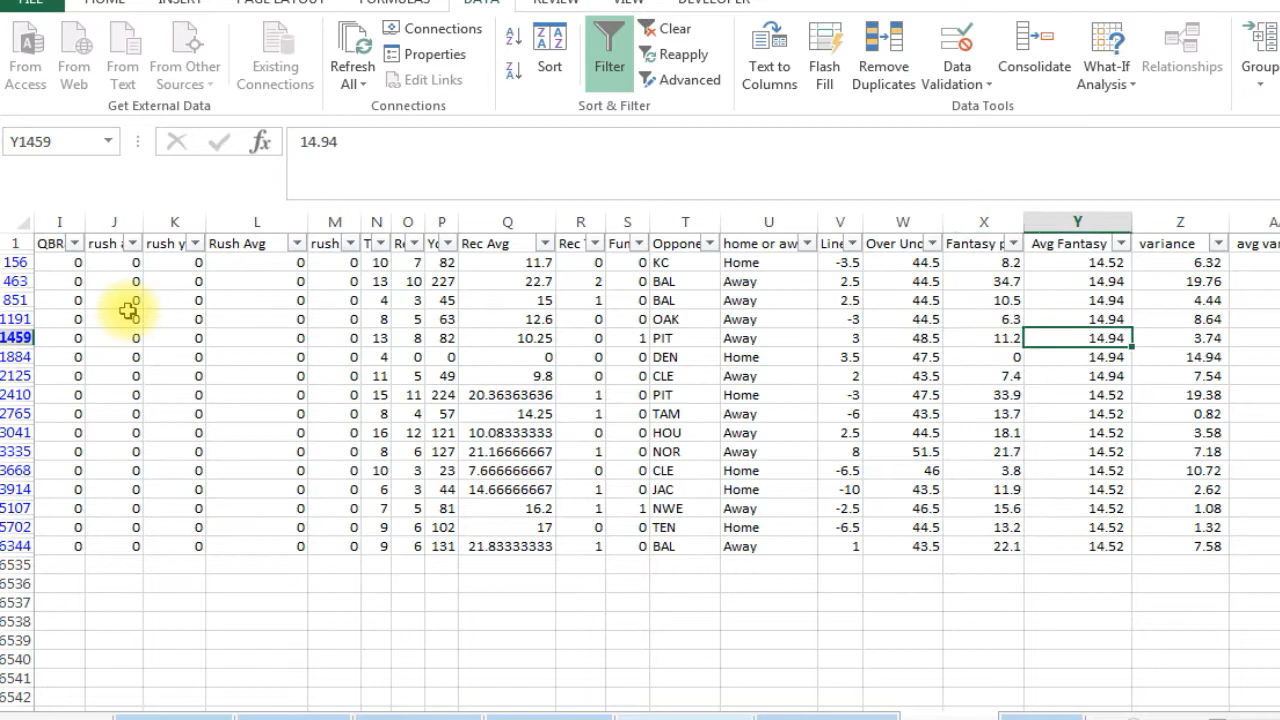 FILE HOME INSERT PAGE LAYOUT FORMULAS DATA REVIEW VIEW DEVELOPER
From Access From Web From Text From Other Sources Existing Connections Refresh All Connections Properties Edit Links Sort Filter Clear Reapply Advanced Text to Columns Flash Fill Remove Duplicates Data Validation Consolidate What-If Analysis Relationships Group
Get External Data Connections Sort & Filter Data Tools
Y1459 fx 14.94
I J K L M N O P Q R S T U V W X Y Z
1 QBR rush rush y Rush Avg rush T Re Yo Rec Avg Rec Fum Oppone home or aw Line Over Und Fantasy p Avg Fantasy variance avg va
156 0 0 0 0 0 10 7 82 11.7 0 0 KC Home -3.5 44.5 8.2 14.52 6.32
463 0 0 0 0 0 13 10 227 22.7 2 0 BAL Away 2.5 44.5 34.7 14.94 19.76
851 0 0 0 0 0 4 3 45 15 1 0 BAL Away 2.5 44.5 10.5 14.94 4.44
1191 0 0 0 0 0 8 5 63 12.6 0 0 OAK Away -3 44.5 6.3 14.94 8.64
1459 0 0 0 0 0 13 8 82 10.25 0 1 PIT Away 3 48.5 11.2 14.94 3.74
1884 0 0 0 0 0 4 0 0 0 0 0 DEN Home 3.5 47.5 0 14.94 14.94
2125 0 0 0 0 0 11 5 49 9.8 0 0 CLE Away 2 43.5 7.4 14.94 7.54
2410 0 0 0 0 0 15 11 224 20.36363636 1 0 PIT Home -3 47.5 33.9 14.52 19.38
2765 0 0 0 0 0 8 4 57 14.25 1 0 TAM Away -6 43.5 13.7 14.52 0.82
3041 0 0 0 0 0 16 12 121 10.08333333 0 0 HOU Away 2.5 44.5 18.1 14.52 3.58
3335 0 0 0 0 0 8 6 127 21.16666667 1 0 NOR Away 8 51.5 21.7 14.52 7.18
3668 0 0 0 0 0 10 3 23 7.666666667 0 0 CLE Home -6.5 46 3.8 14.52 10.72
3914 0 0 0 0 0 6 3 44 14.66666667 1 0 JAC Home -10 43.5 11.9 14.52 2.62
5107 0 0 0 0 0 7 5 81 16.2 1 1 NWE Away -2.5 46.5 15.6 14.52 1.08
5702 0 0 0 0 0 9 6 102 17 0 0 TEN Home -6.5 44.5 13.2 14.52 1.32
6344 0 0 0 0 0 9 6 131 21.83333333 1 0 BAL Away 1 43.5 22.1 14.52 7.58
6535
6536
6537
6538
6539
6540
6541
6542